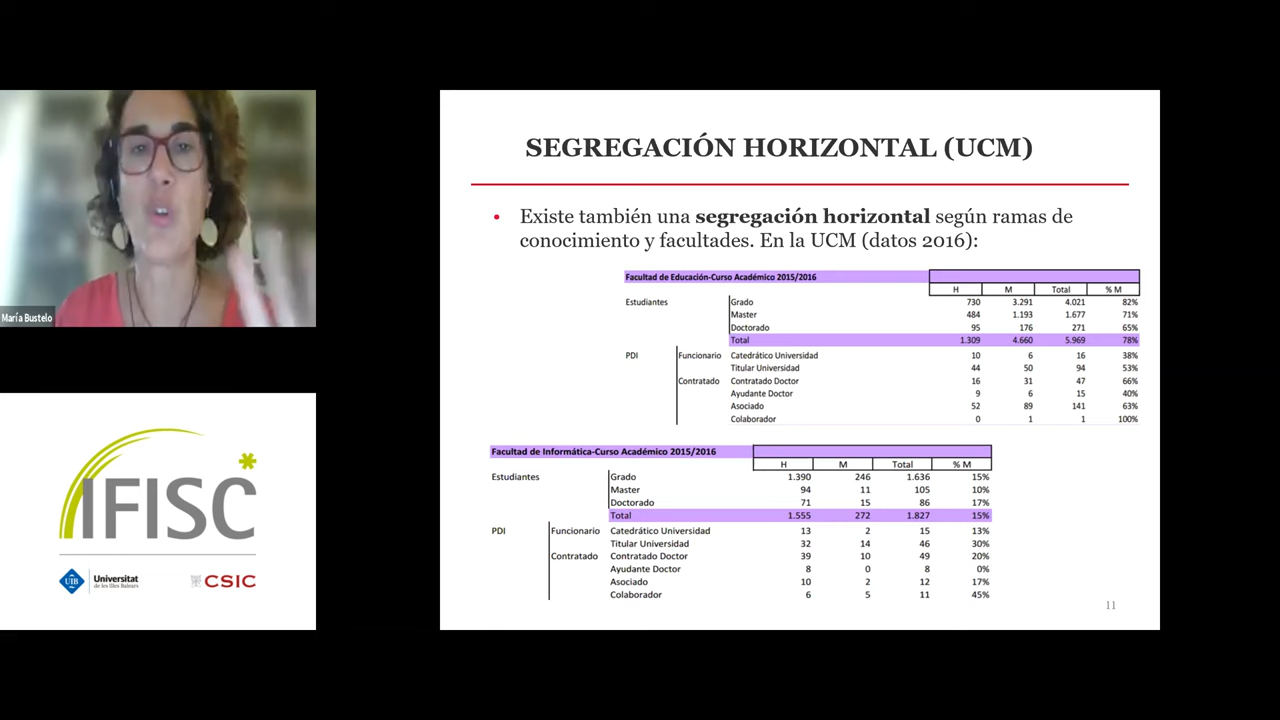 María Bustelo
IFISC*
UIB Universitat
de les Illes Balears
CSIC
SEGREGACIÓN HORIZONTAL (UCM)
• Existe también una segregación horizontal según ramas de
conocimiento y facultades. En la UCM (datos 2016):
Facultad de Educación-Curso Académico 2015/2016
H M Total % M
Estudiantes Grado 730 3.291 4.021 82%
Master 484 1.193 1.677 71%
Doctorado 95 176 271 65%
Total 1.309 4.660 5.969 78%
PDI Funcionario Catedrático Universidad 10 6 16 38%
Titular Universidad 44 50 94 53%
Contratado Contratado Doctor 16 31 47 66%
Ayudante Doctor 9 6 15 40%
Asociado 52 89 141 63%
Colaborador 0 1 1 100%
Facultad de Informática-Curso Académico 2015/2016
H M Total % M
Estudiantes Grado 1.390 246 1.636 15%
Master 94 11 105 10%
Doctorado 71 15 86 17%
Total 1.555 272 1.827 15%
PDI Funcionario Catedrático Universidad 13 2 15 13%
Titular Universidad 32 14 46 30%
Contratado Contratado Doctor 39 10 49 20%
Ayudante Doctor 8 0 8 0%
Asociado 10 2 12 17%
Colaborador 6 5 11 45%
11